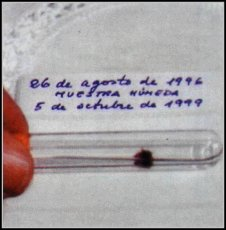 26 de agosto de 1996
MUESTRA HÚMEDA
5 de octubre de 1999